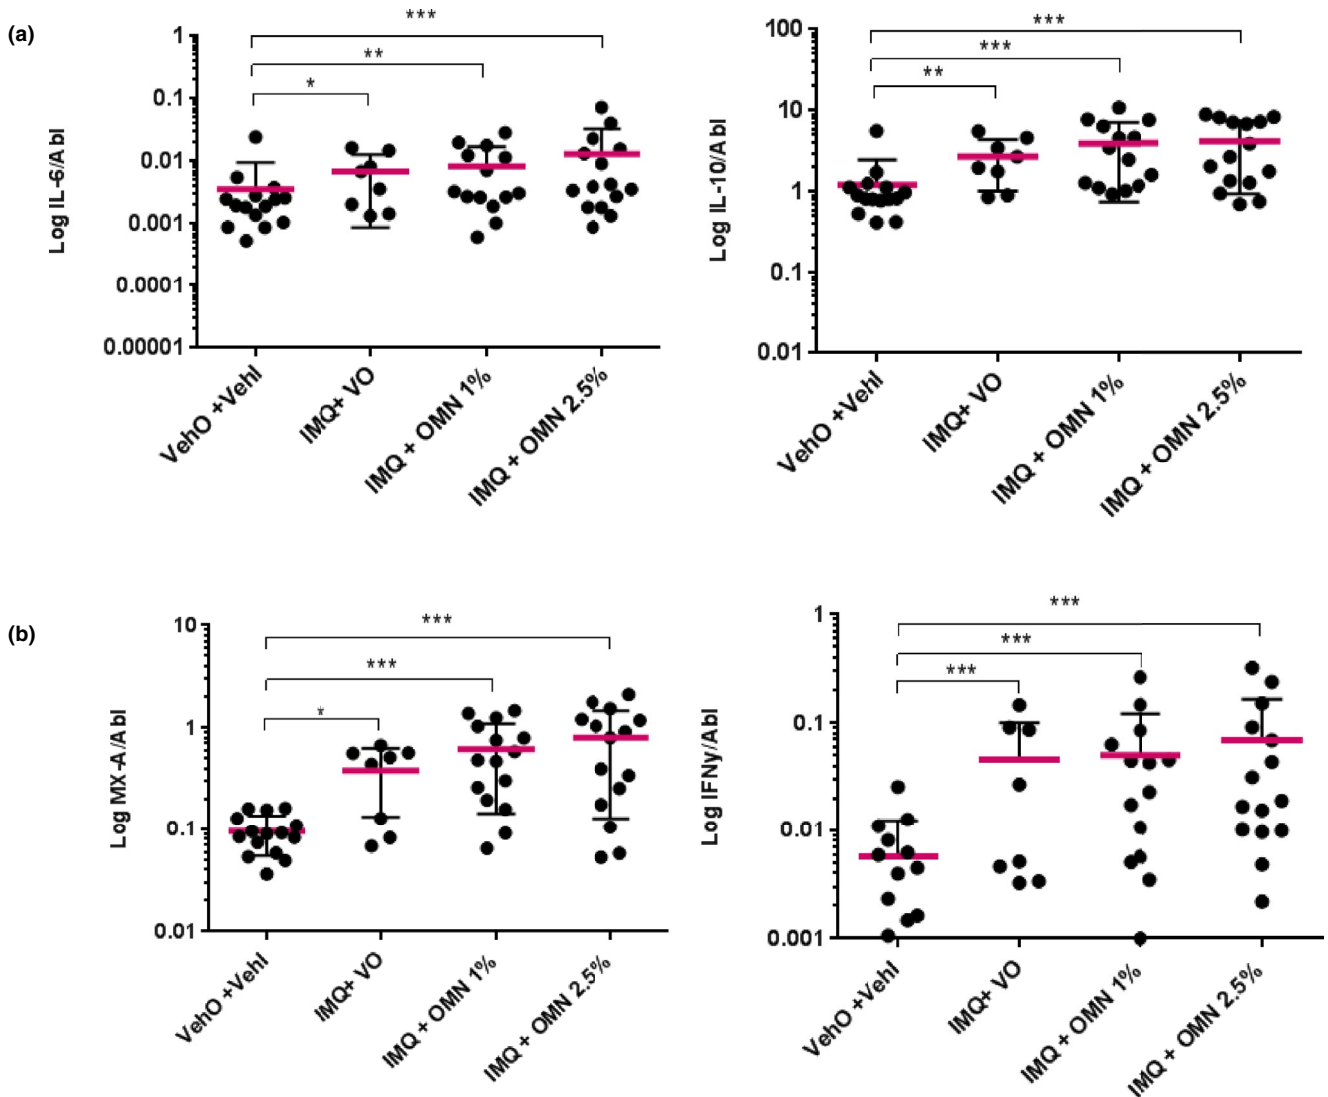 (a)
***
**
*
1
0.1
0.01
0.001
0.0001
0.00001
Log IL-6/Abl
VehO +VehI
IMQ+ VO
IMQ + OMN 1%
IMQ + OMN 2.5%
***
***
**
100
10
1
0.1
0.01
Log IL-10/Abl
VehO +VehI
IMQ+ VO
IMQ + OMN 1%
IMQ + OMN 2.5%
(b)
***
***
*
10
1
0.1
0.01
Log MX-A/Abl
VehO +VehI
IMQ+ VO
IMQ + OMN 1%
IMQ + OMN 2.5%
***
***
***
1
0.1
0.01
0.001
Log IFNy/Abl
VehO +VehI
IMQ+ VO
IMQ + OMN 1%
IMQ + OMN 2.5%